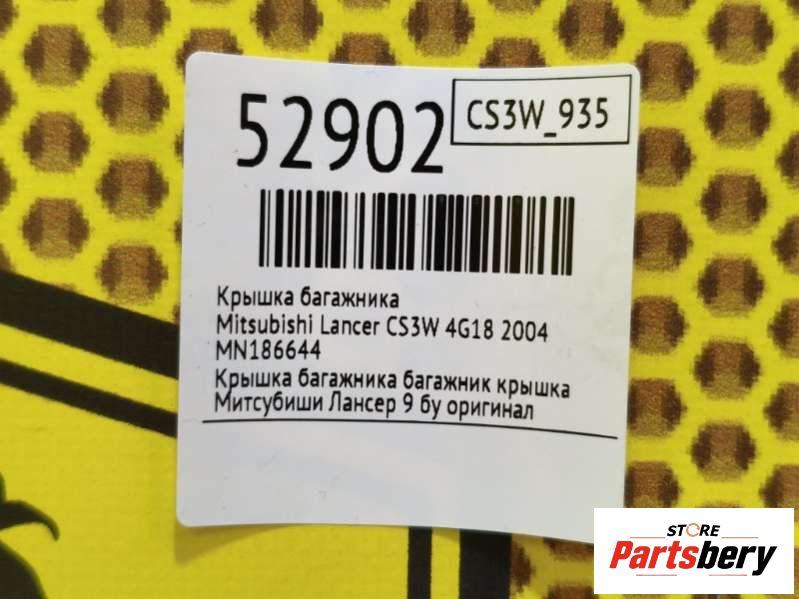 52902
CS3W_935
Крышка багажника
Mitsubishi Lancer CS3W 4G18 2004
MN186644
Крышка багажника багажник крышка
Митсубиши Лансер 9 бу оригинал
STORE
Partsbery